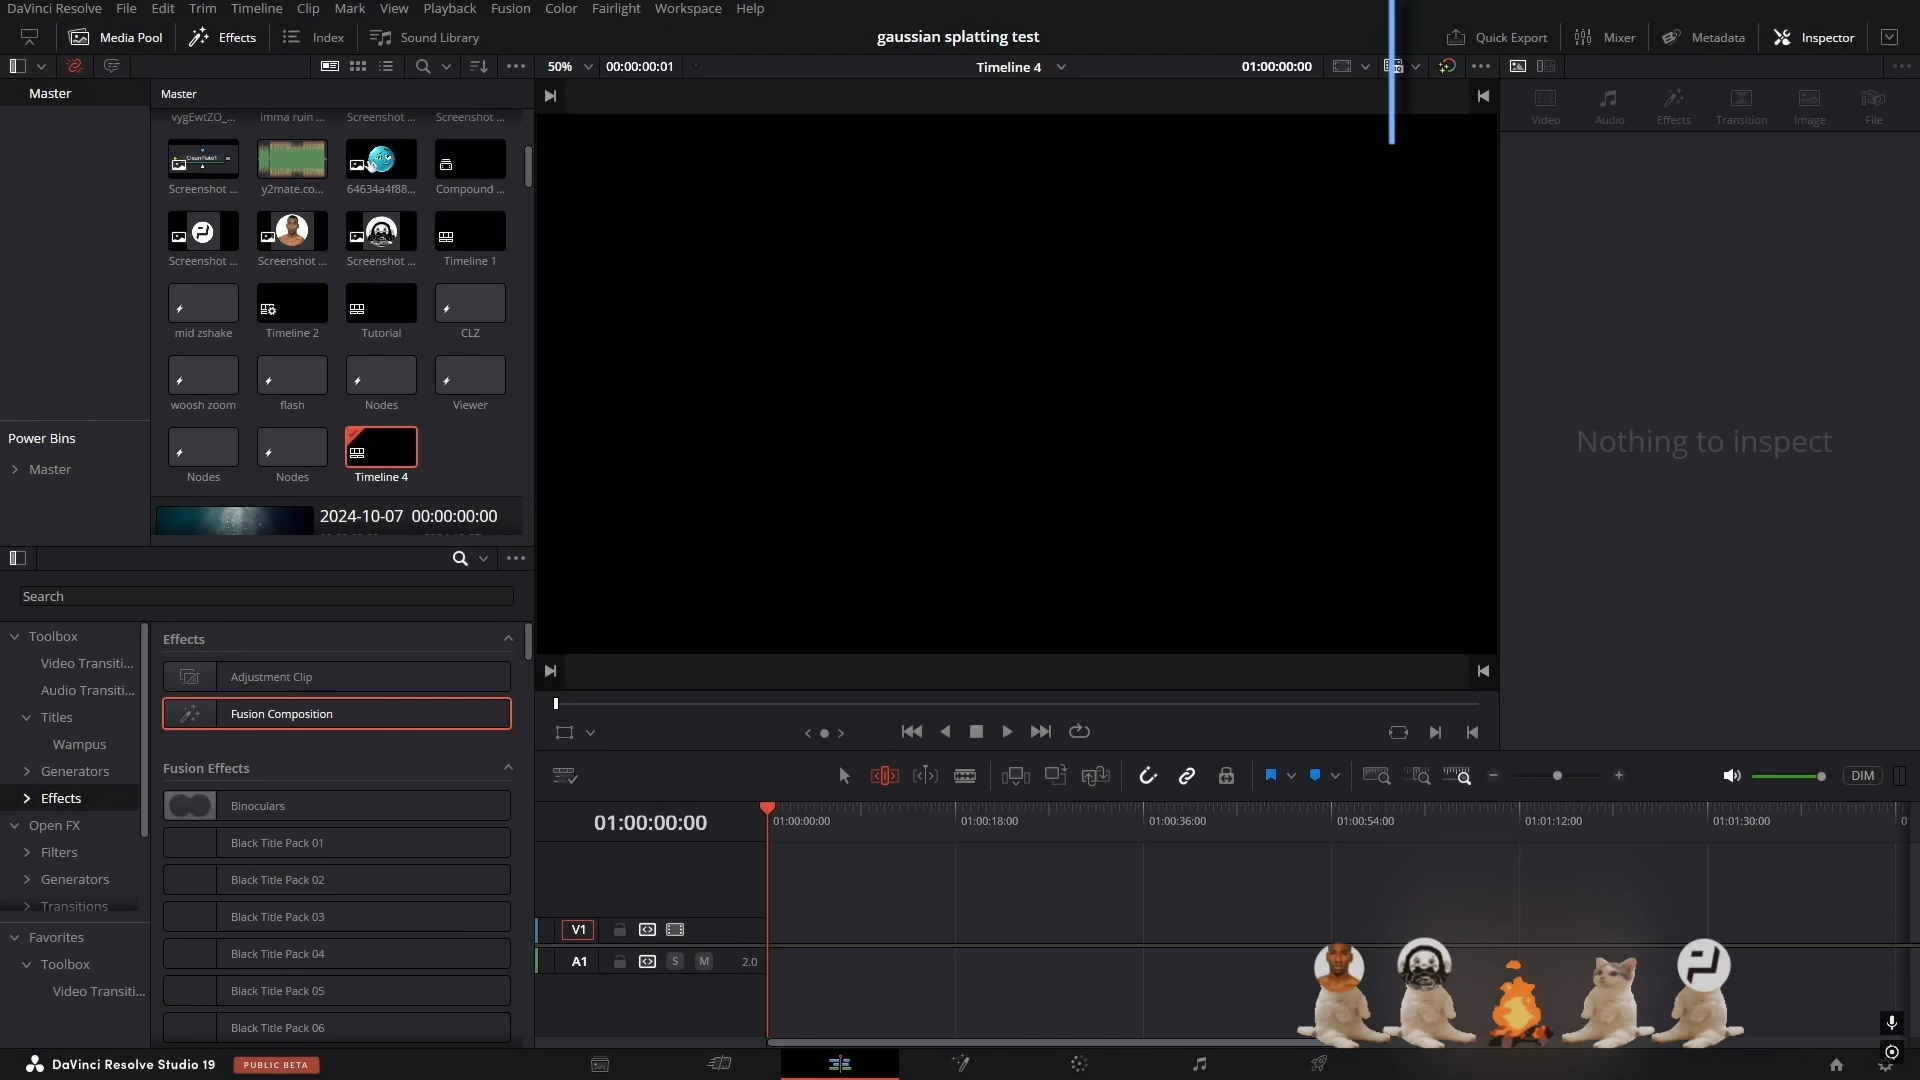 DaVinci Resolve File Edit Trim Timeline Clip Mark View Playback Fusion Color Fairlight Workspace Help
Media Pool Effects Index Sound Library gaussian splatting test Quick Export Mixer Metadata Inspector
50% 00:00:00:01 Timeline 4 01:00:00:00
Master Master
vygEwtZO_... imma ruin ... Screenshot ... Screenshot ...
Video Audio Effects Transition Image File
CleanPlate1
Screenshot ... y2mate.co... 64634a4f88... Compound ...
Screenshot ... Screenshot ... Screenshot ... Timeline 1
mid zshake Timeline 2 Tutorial CLZ
woosh zoom flash Nodes Viewer
Power Bins
Master
Nodes Nodes Timeline 4
Nothing to inspect
2024-10-07 00:00:00:00
Search
Toolbox
Video Transiti...
Audio Transiti...
Titles
Wampus
Generators
Effects
Open FX
Filters
Generators
Transitions
Favorites
Toolbox
Video Transiti...
Effects
Adjustment Clip
Fusion Composition
Fusion Effects
Binoculars
Black Title Pack 01
Black Title Pack 02
Black Title Pack 03
Black Title Pack 04
Black Title Pack 05
Black Title Pack 06
DIM
01:00:00:00 01:00:00:00 01:00:18:00 01:00:36:00 01:00:54:00 01:01:12:00 01:01:30:00 0
V1
A1 S M 2.0
DaVinci Resolve Studio 19 PUBLIC BETA